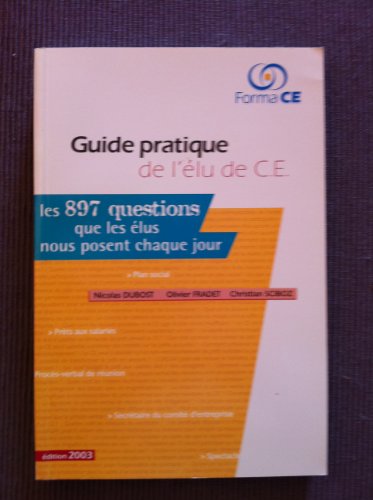 Forma CE
Guide pratique
de l'élu de C.E.
les 897 questions
que les élus
nous posent chaque jour
> Plan social
Nicolas DUBOST Olivier FRADET Christian SCIBOZ
> Prêts aux salariés
Procès-verbal de réunion
> Secrétaire du comité d'entreprise
édition 2003
> Spectacle